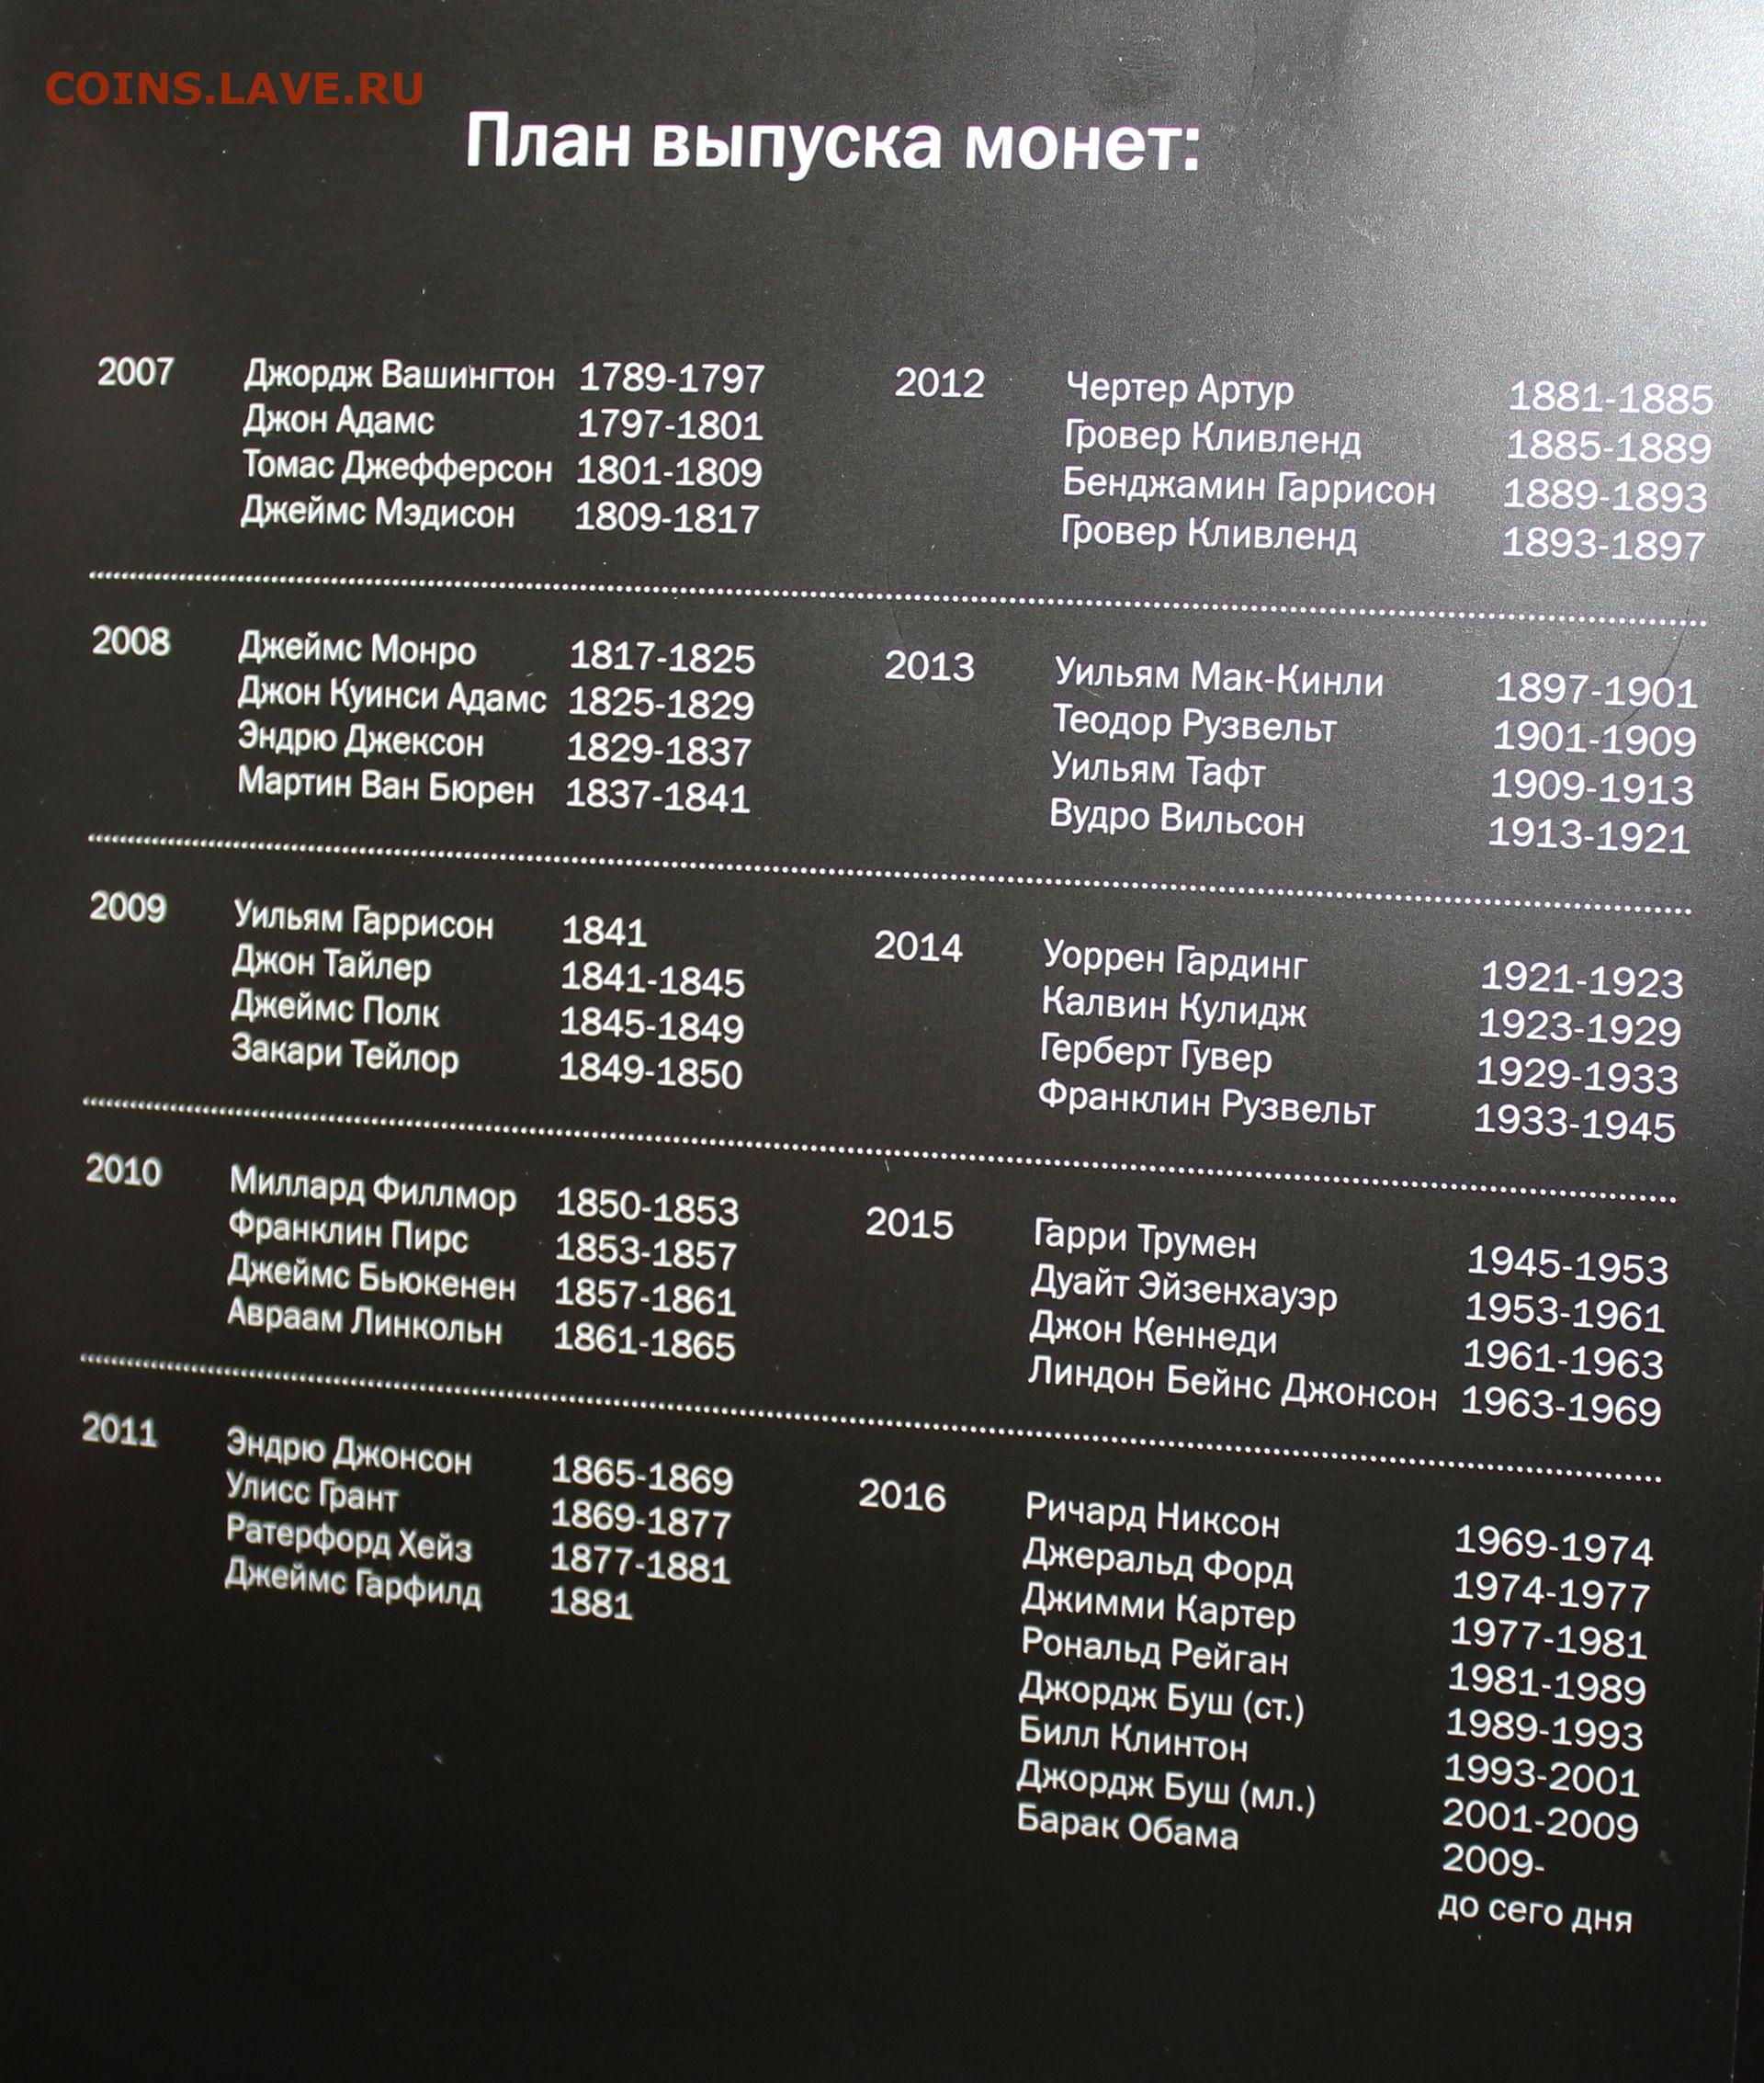 COINS.LAVE.RU
План выпуска монет:
2007 Джордж Вашингтон 1789-1797
Джон Адамс 1797-1801
Томас Джефферсон 1801-1809
Джеймс Мэдисон 1809-1817
2008 Джеймс Монро 1817-1825
Джон Куинси Адамс 1825-1829
Эндрю Джексон 1829-1837
Мартин Ван Бюрен 1837-1841
2009 Уильям Гаррисон 1841
Джон Тайлер 1841-1845
Джеймс Полк 1845-1849
Закари Тейлор 1849-1850
2010 Миллард Филлмор 1850-1853
Франклин Пирс 1853-1857
Джеймс Бьюкенен 1857-1861
Авраам Линкольн 1861-1865
2011 Эндрю Джонсон 1865-1869
Улисс Грант 1869-1877
Ратерфорд Хейз 1877-1881
Джеймс Гарфилд 1881
2012 Чертер Артур 1881-1885
Гровер Кливленд 1885-1889
Бенджамин Гаррисон 1889-1893
Гровер Кливленд 1893-1897
2013 Уильям Мак-Кинли 1897-1901
Теодор Рузвельт 1901-1909
Уильям Тафт 1909-1913
Вудро Вильсон 1913-1921
2014 Уоррен Гардинг 1921-1923
Калвин Кулидж 1923-1929
Герберт Гувер 1929-1933
Франклин Рузвельт 1933-1945
2015 Гарри Трумен 1945-1953
Дуайт Эйзенхауэр 1953-1961
Джон Кеннеди 1961-1963
Линдон Бейнс Джонсон 1963-1969
2016 Ричард Никсон 1969-1974
Джеральд Форд 1974-1977
Джимми Картер 1977-1981
Рональд Рейган 1981-1989
Джордж Буш (ст.) 1989-1993
Билл Клинтон 1993-2001
Джордж Буш (мл.) 2001-2009
Барак Обама 2009-
до сего дня